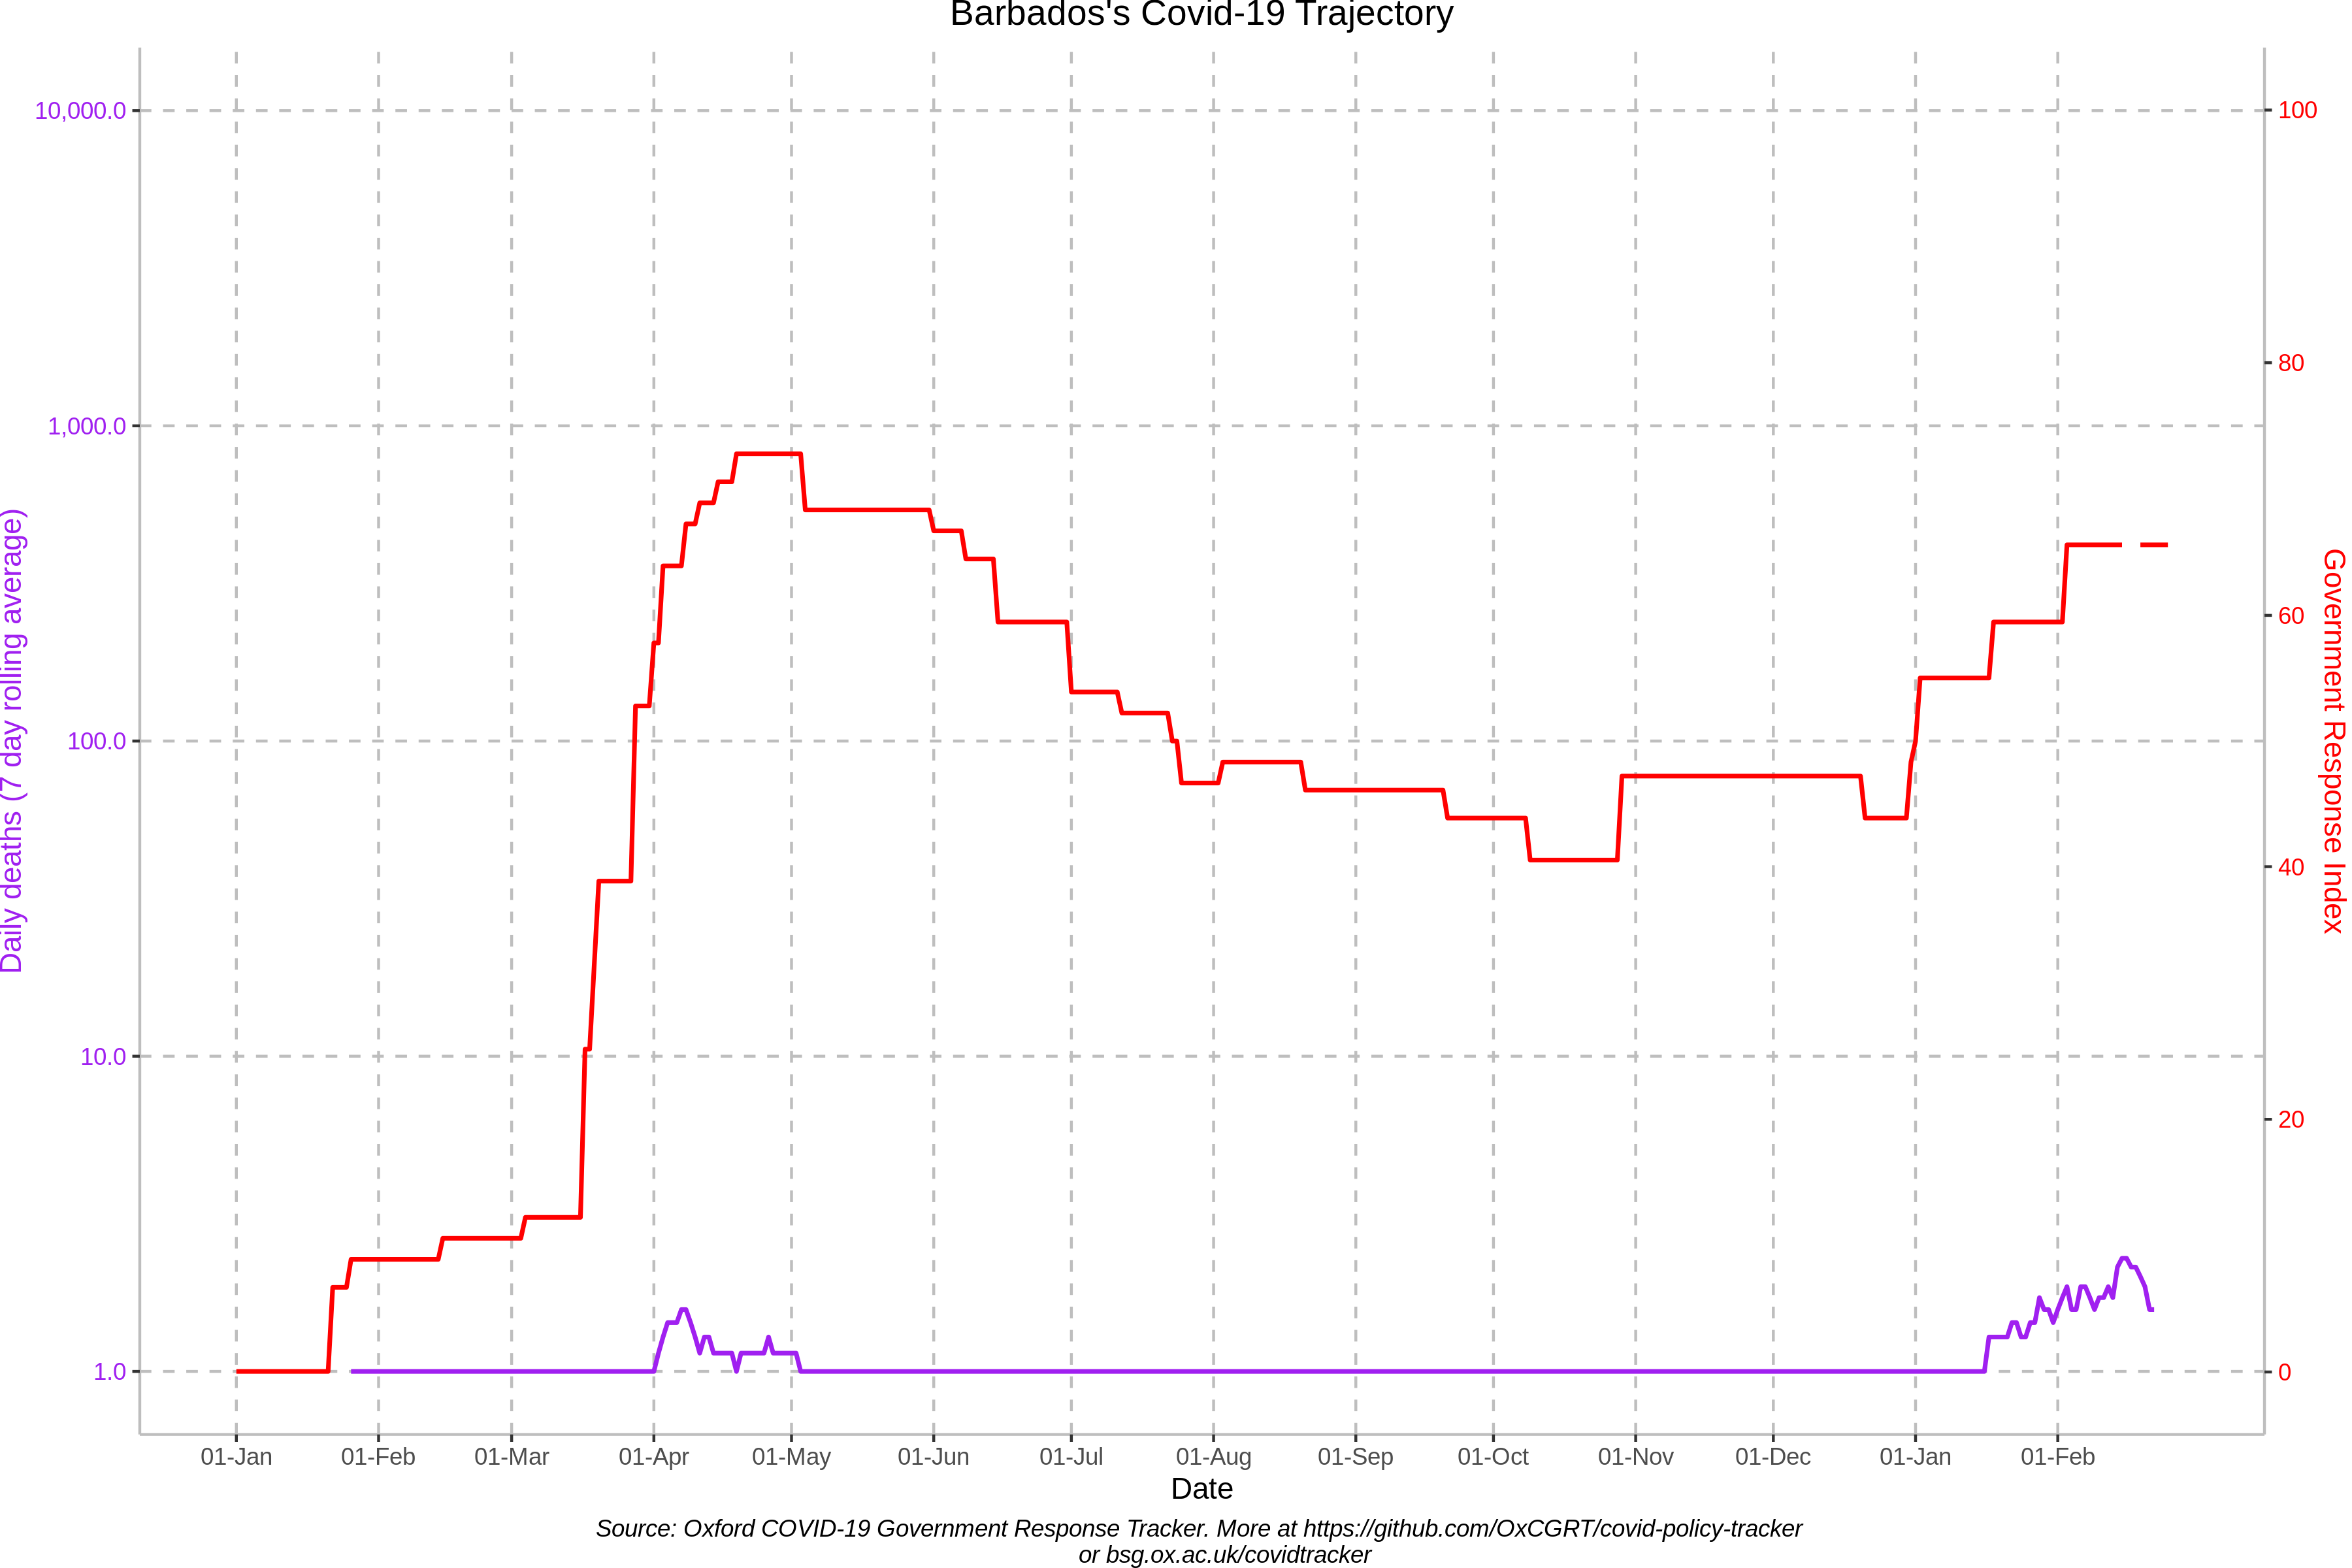 Barbados's Covid-19 Trajectory
10,000.0
1,000.0
100.0
10.0
1.0
Daily deaths (7 day rolling average)
100
80
60
40
20
0
Government Response Index
01-Jan 01-Feb 01-Mar 01-Apr 01-May 01-Jun 01-Jul 01-Aug 01-Sep 01-Oct 01-Nov 01-Dec 01-Jan 01-Feb
Date
Source: Oxford COVID-19 Government Response Tracker. More at https://github.com/OxCGRT/covid-policy-tracker
or bsg.ox.ac.uk/covidtracker